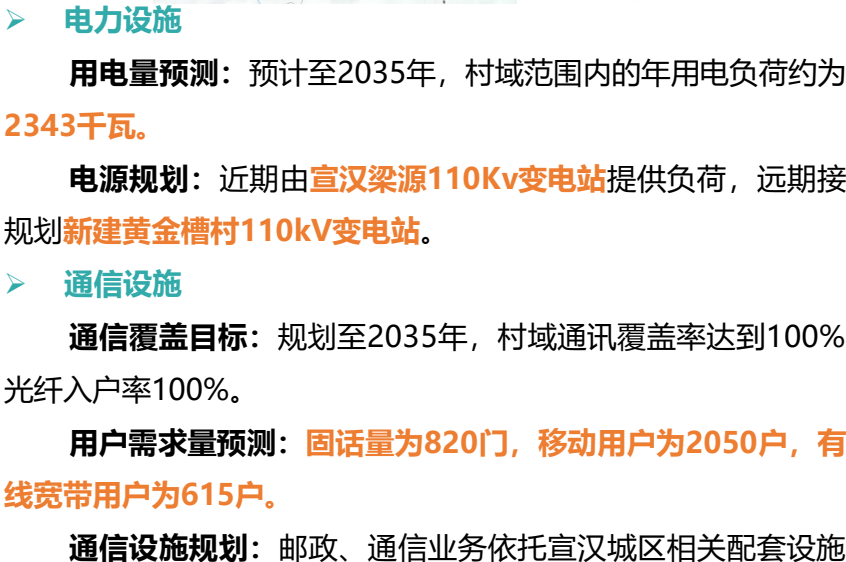 ➢ 电力设施
用电量预测：预计至2035年，村域范围内的年用电负荷约为
2343千瓦。
电源规划：近期由宣汉梁源110Kv变电站提供负荷，远期接
规划新建黄金槽村110kV变电站。
➢ 通信设施
通信覆盖目标：规划至2035年，村域通讯覆盖率达到100%
光纤入户率100%。
用户需求量预测：固话量为820门，移动用户为2050户，有
线宽带用户为615户。
通信设施规划：邮政、通信业务依托宣汉城区相关配套设施